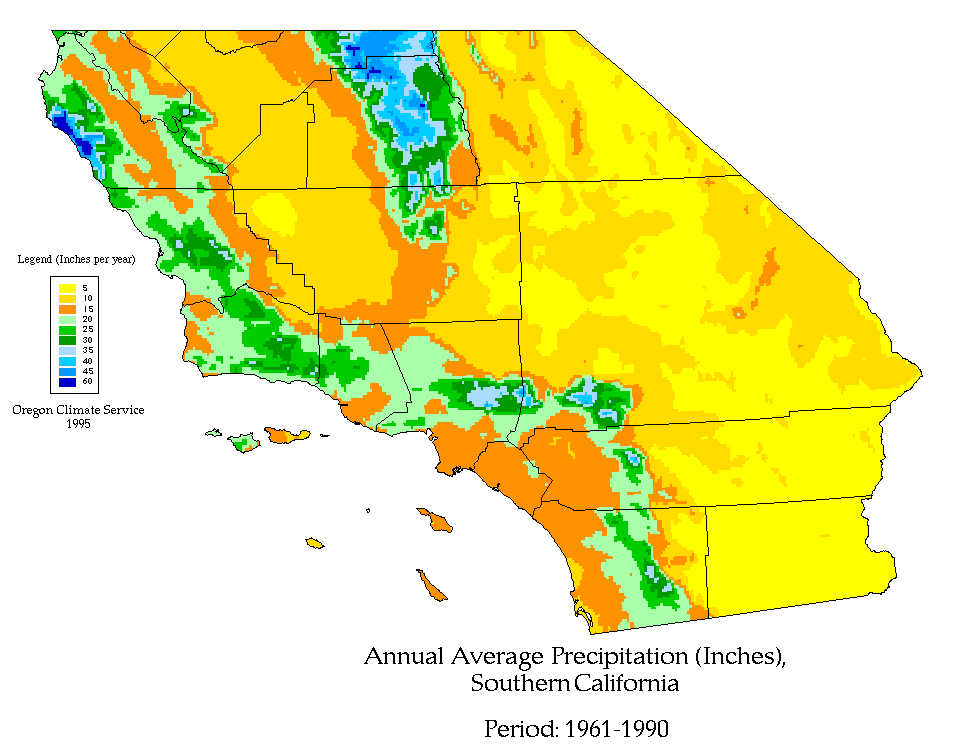 Legend (Inches per year)
5
10
15
20
25
30
35
40
45
60
Oregon Climate Service
1995
Annual Average Precipitation (Inches),
Southern California
Period: 1961-1990